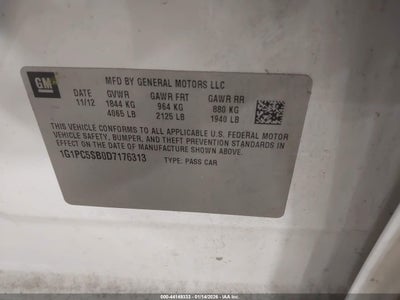 GM
MFD BY GENERAL MOTORS LLC
DATE GVWR GAWR FRT GAWR RR
11/12 1844 KG 964 KG 880 KG
4065 LB 2125 LB 1940 LB
THIS VEHICLE CONFORMS TO ALL APPLICABLE U.S. FEDERAL MOTOR
VEHICLE SAFETY, BUMPER, AND THEFT PREVENTION STANDARDS IN
EFFECT ON THE DATE OF MANUFACTURE SHOWN ABOVE.
1G1PC5SB0D7176313 TYPE: PASS CAR
000-44148333 - 01/14/2026 - IAA Holdings, LLC